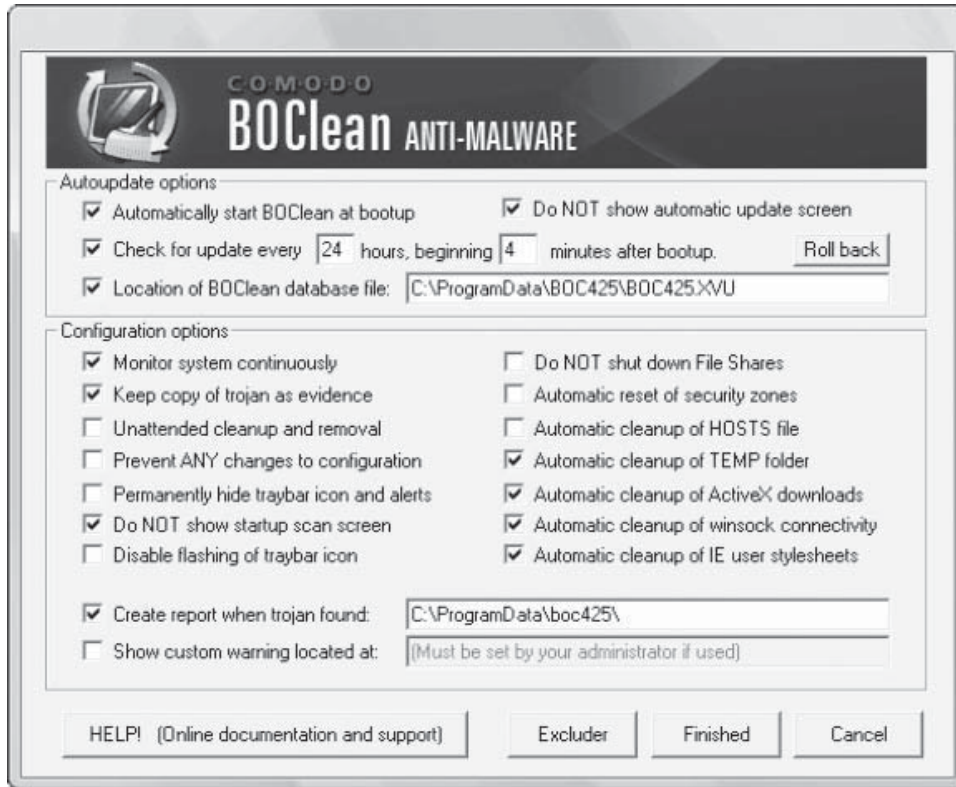 COMODO
BOClean ANTI-MALWARE
Autoupdate options
Automatically start BOClean at bootup
Do NOT show automatic update screen
Check for update every 24 hours, beginning 4 minutes after bootup.
Roll back
Location of BOClean database file: C:\ProgramData\BOC425\BOC425.XVU
Configuration options
Monitor system continuously
Keep copy of trojan as evidence
Unattended cleanup and removal
Prevent ANY changes to configuration
Permanently hide traybar icon and alerts
Do NOT show startup scan screen
Disable flashing of traybar icon
Do NOT shut down File Shares
Automatic reset of security zones
Automatic cleanup of HOSTS file
Automatic cleanup of TEMP folder
Automatic cleanup of ActiveX downloads
Automatic cleanup of winsock connectivity
Automatic cleanup of IE user stylesheets
Create report when trojan found: C:\ProgramData\boc425\
Show custom warning located at: (Must be set by your administrator if used)
HELP! (Online documentation and support)
Excluder
Finished
Cancel